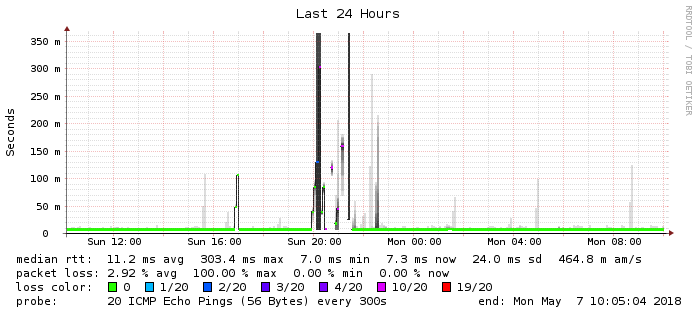 Last 24 Hours
RRDTOOL / TOBI OETIKER
Seconds
350 m
300 m
250 m
200 m
150 m
100 m
50 m
0
Sun 12:00 Sun 16:00 Sun 20:00 Mon 00:00 Mon 04:00 Mon 08:00
median rtt: 11.2 ms avg 303.4 ms max 7.0 ms min 7.3 ms now 24.0 ms sd 464.8 m am/s
packet loss: 2.92 % avg 100.00 % max 0.00 % min 0.00 % now
loss color: 0 1/20 2/20 3/20 4/20 10/20 19/20
probe: 20 ICMP Echo Pings (56 Bytes) every 300s end: Mon May 7 10:05:04 2018